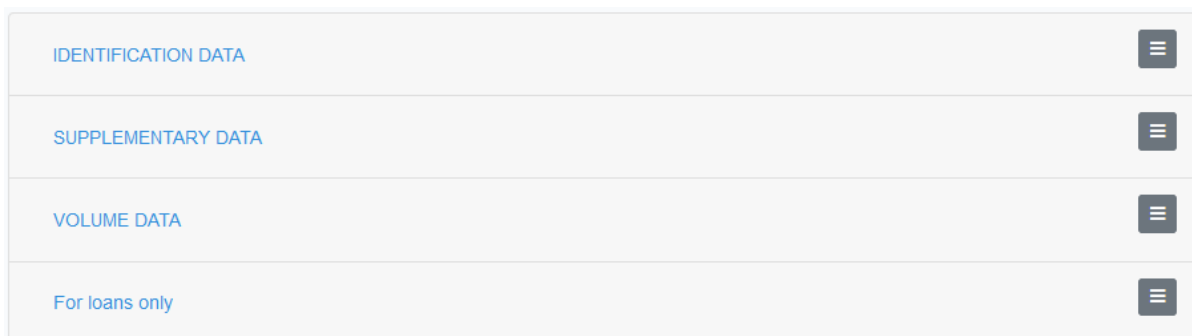 IDENTIFICATION DATA
SUPPLEMENTARY DATA
VOLUME DATA
For loans only